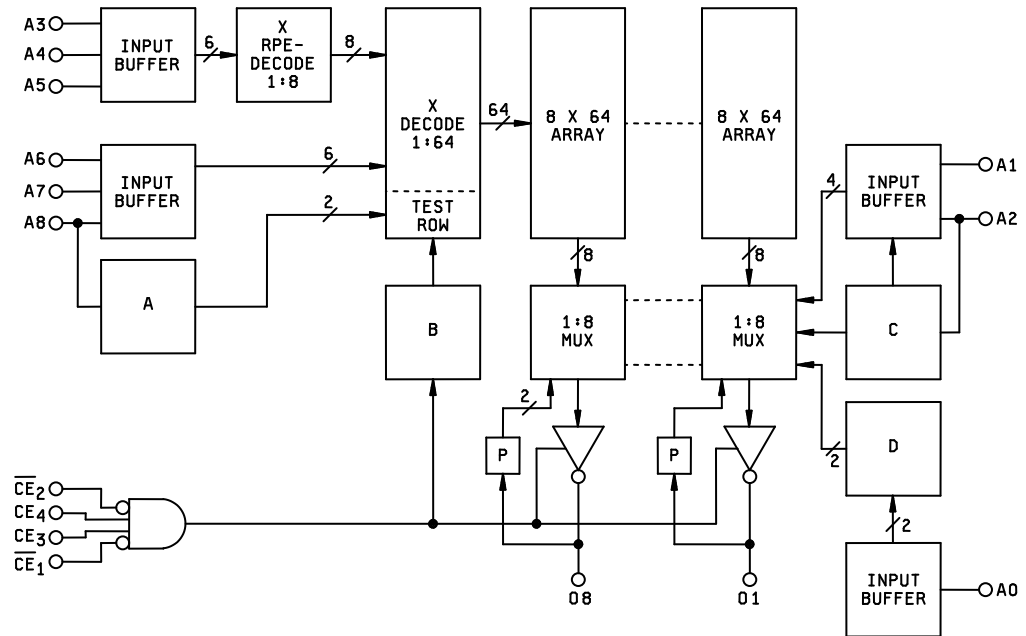 A3
A4
A5
INPUT
BUFFER
6
X
RPE-
DECODE
1:8
8
X
DECODE
1:64
64
8 X 64
ARRAY
8 X 64
ARRAY
A6
A7
A8
INPUT
BUFFER
6
2
TEST
ROW
8
8
4
INPUT
BUFFER
A1
A2
A
B
1:8
MUX
1:8
MUX
C
2
P
P
2
D
CE2
CE4
CE3
CE1
2
O8
O1
INPUT
BUFFER
A0